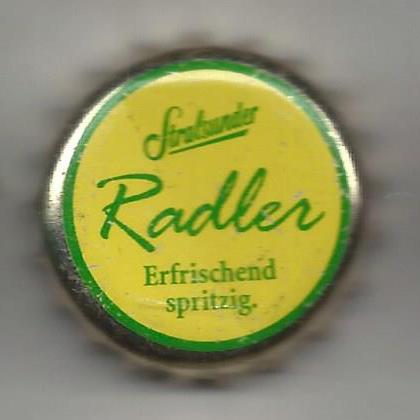 Stralsunder
Radler
Erfrischend
spritzig.